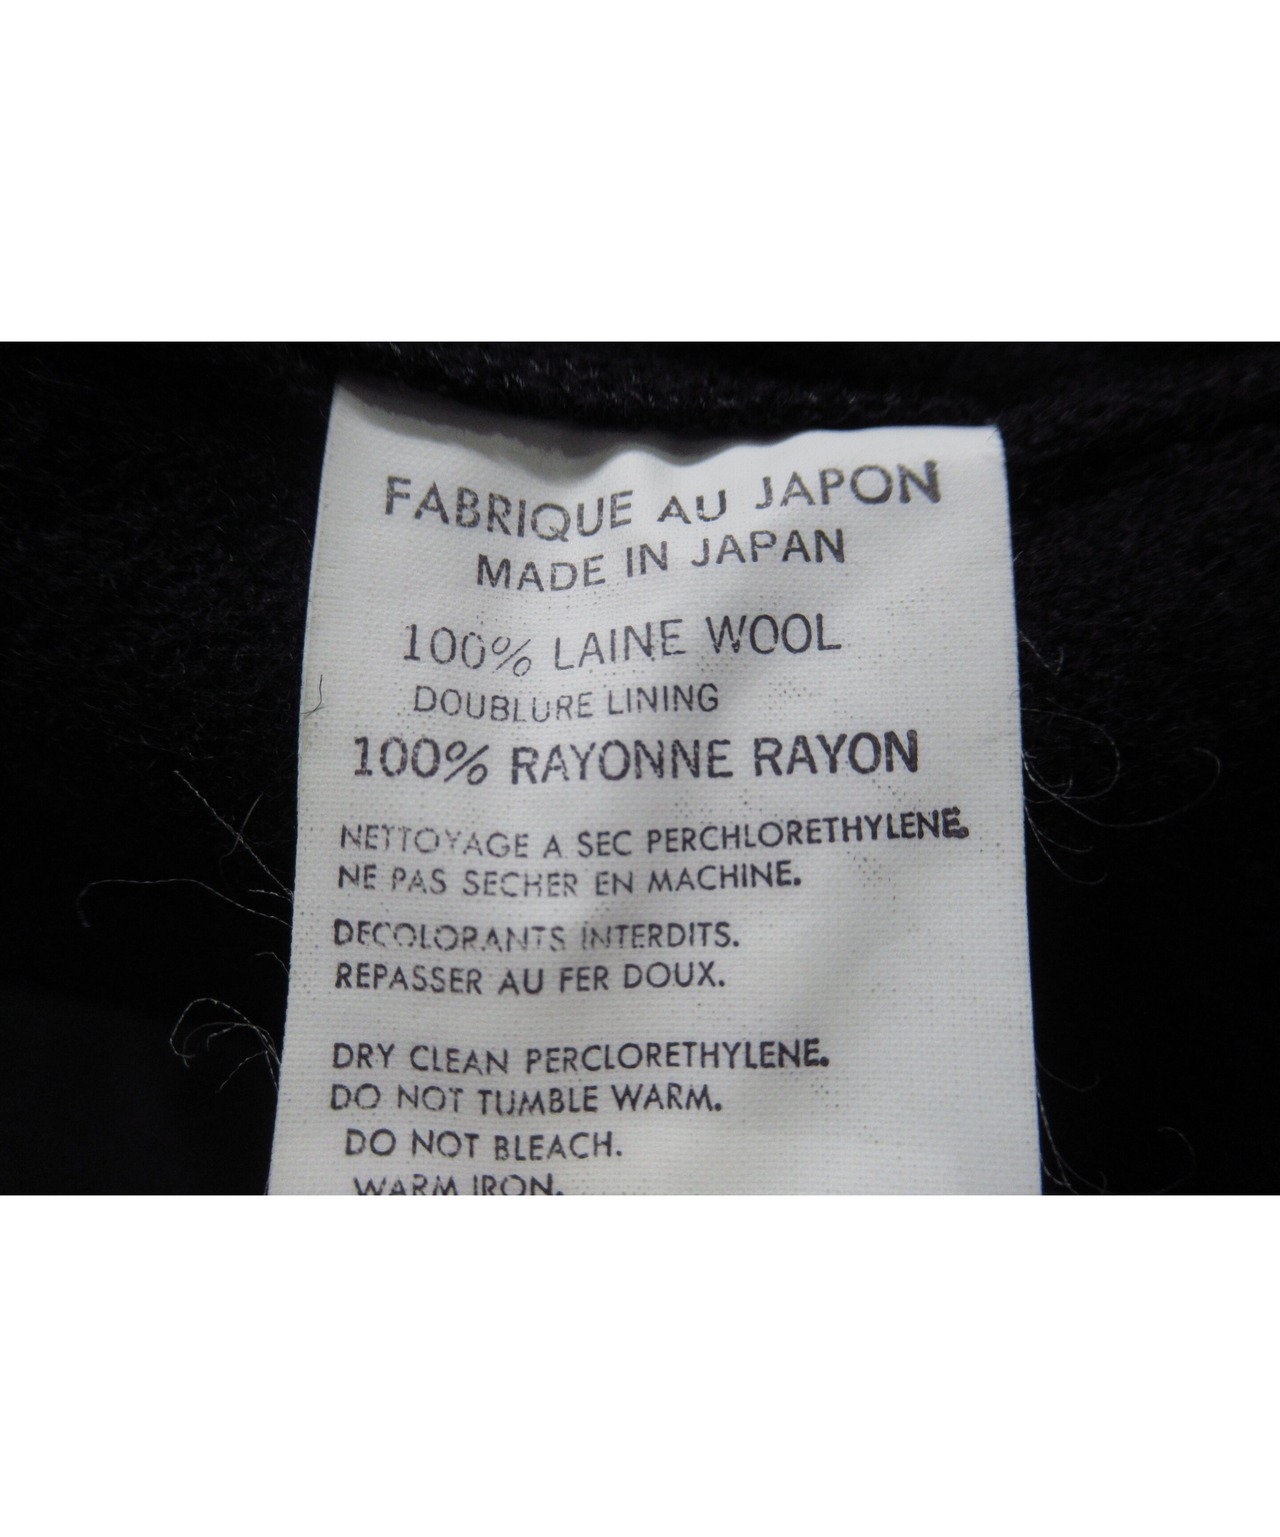 FABRIQUE AU JAPON
MADE IN JAPAN
100% LAINE WOOL
DOUBLURE LINING
100% RAYONNE RAYON
NETTOYAGE A SEC PERCHLORETHYLENE.
NE PAS SECHER EN MACHINE.
DECOLORANTS INTERDITS.
REPASSER AU FER DOUX.
DRY CLEAN PERCLORETHYLENE.
DO NOT TUMBLE WARM.
DO NOT BLEACH.
WARM IRON.